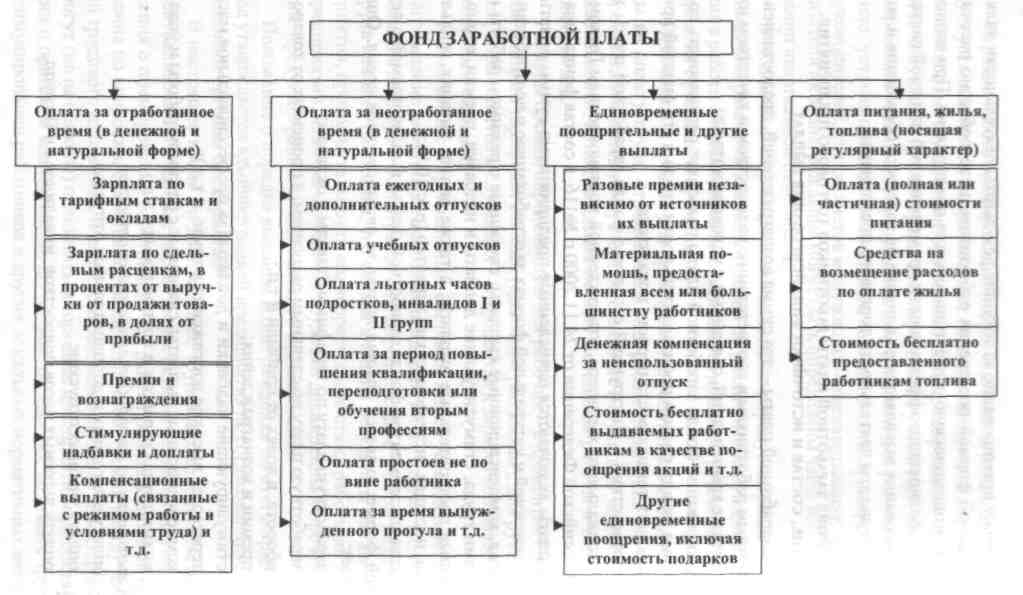 ФОНД ЗАРАБОТНОЙ ПЛАТЫ
Оплата за отработанное
время (в денежной и
натуральной форме)
Зарплата по
тарифным ставкам и
окладам
Зарплата по сдель-
ным расценкам, в
процентах от выруч-
ки от продажи това-
ров, в долях от
прибыли
Премии и
вознаграждения
Стимулирующие
надбавки и доплаты
Компенсационные
выплаты (связанные
с режимом работы и
условиями труда) и
т.д.
Оплата за неотработанное
время (в денежной и
натуральной форме)
Оплата ежегодных и
дополнительных отпусков
Оплата учебных отпусков
Оплата льготных часов
подростков, инвалидов I и
II групп
Оплата за период повы-
шения квалификации,
переподготовки или
обучения вторым
профессиям
Оплата простоев не по
вине работника
Оплата за время вынуж-
денного прогула и т.д.
Единовременные
поощрительные и другие
выплаты
Разовые премии неза-
висимо от источников
их выплаты
Материальная по-
мощь, предоста-
вленная всем или боль-
шинству работников
Денежная компенсация
за неиспользованный
отпуск
Стоимость бесплатно
выдаваемых работ-
никам в качестве по-
ощрения акций и т.д.
Другие
единовременные
поощрения, включая
стоимость подарков
Оплата питания, жилья,
топлива (носящая
регулярный характер)
Оплата (полная или
частичная) стоимости
питания
Средства на
возмещение расходов
по оплате жилья
Стоимость бесплатно
предоставленного
работникам топлива